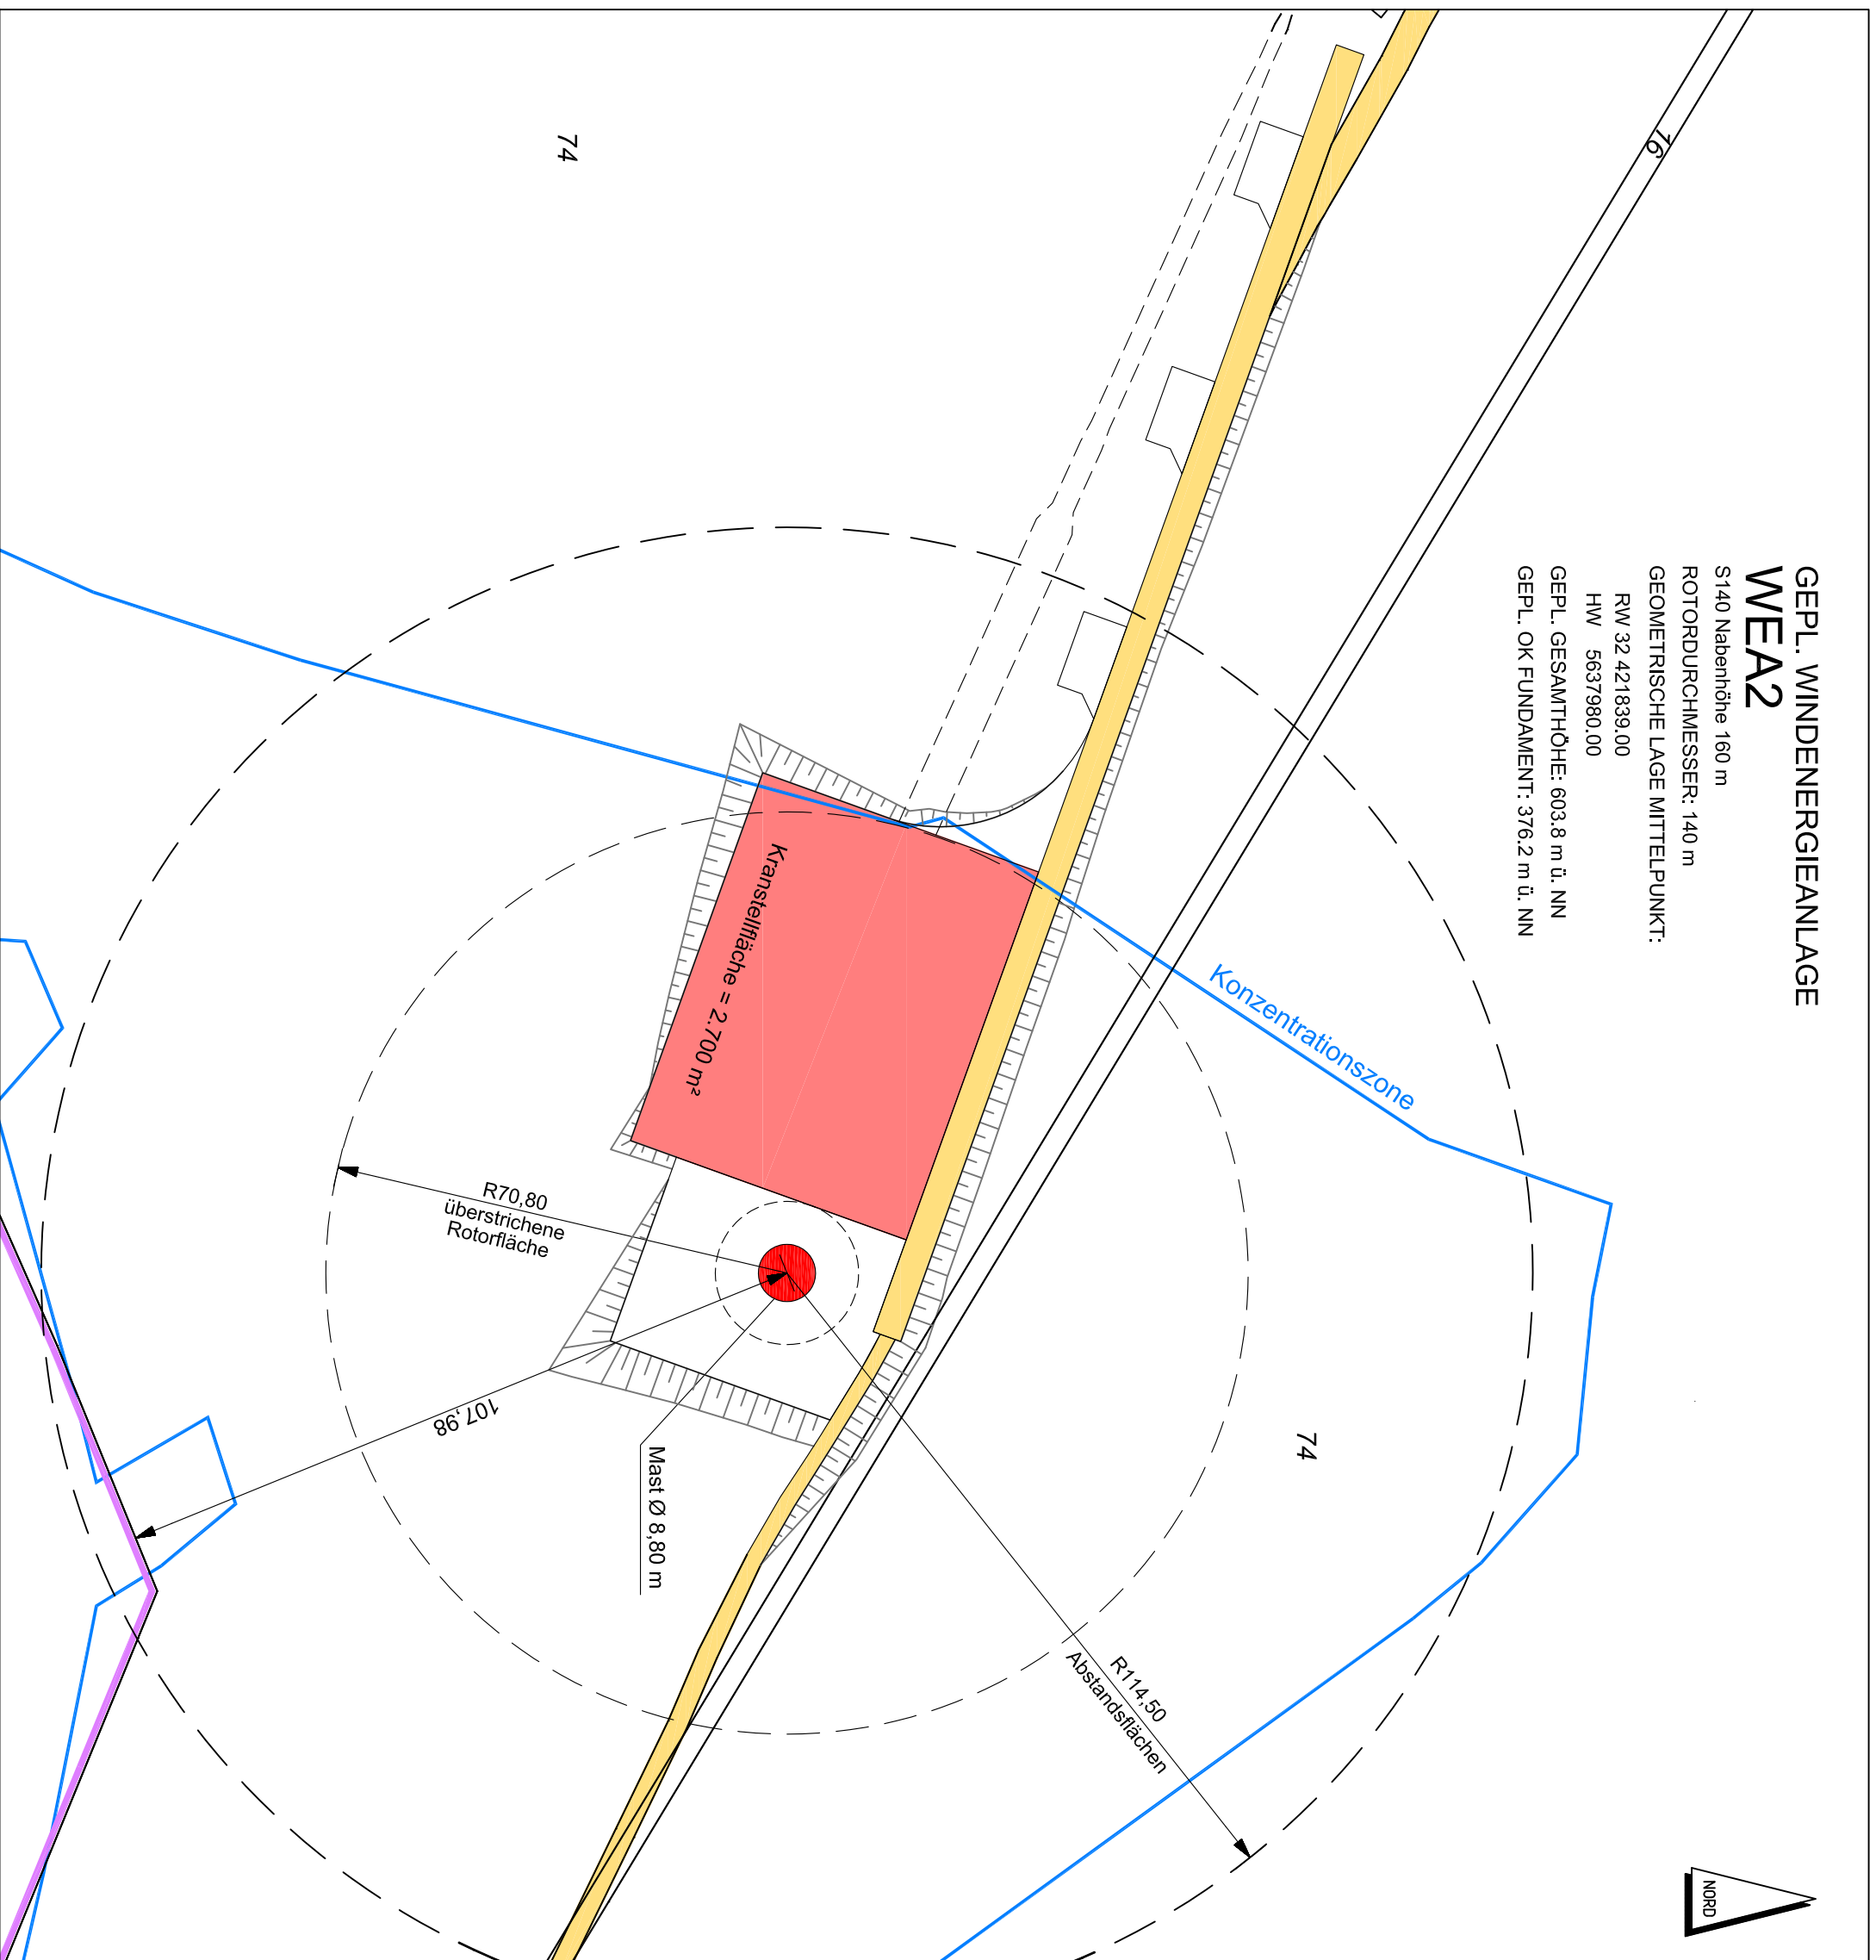 GEPL. WINDENERGIEANLAGE
WEA2
S140 Nabenhöhe 160 m
ROTORDURCHMESSER: 140 m
GEOMETRISCHE LAGE MITTELPUNKT:
RW 32 421839.00
HW 5637980.00
GEPL. GESAMTHÖHE: 603.8 m ü. NN
GEPL. OK FUNDAMENT: 376.2 m ü. NN
76
74
Konzentrationszone
Kranstellfläche = 2.700 m²
R70,80
überstrichene
Rotorfläche
107,98
Mast Ø 8,80 m
74
R114,50
Abstandsflächen
NORD